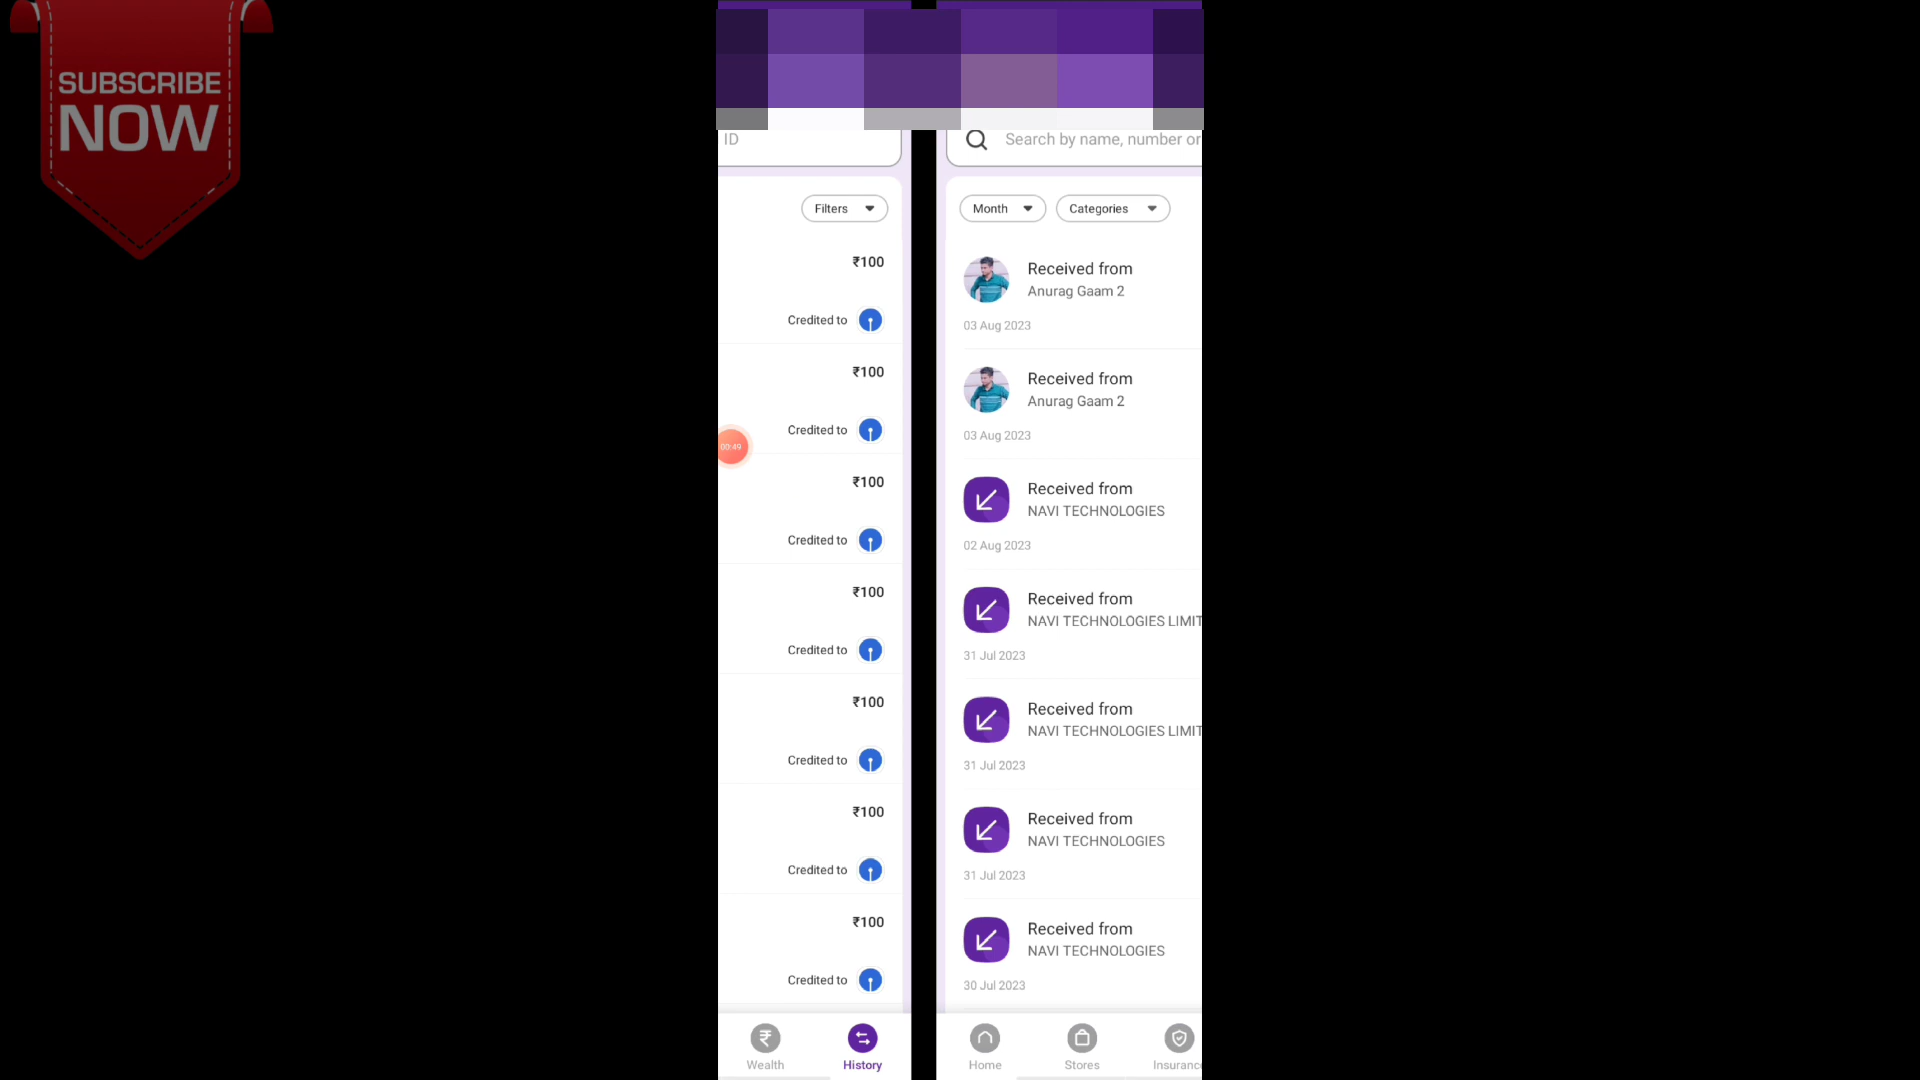 SUBSCRIBE
NOW
ID
Filters
₹100
Credited to
₹100
Credited to
00:49
₹100
Credited to
₹100
Credited to
₹100
Credited to
₹100
Credited to
₹100
Credited to
Wealth
History
Search by name, number or
Month
Categories
Received from
Anurag Gaam 2
03 Aug 2023
Received from
Anurag Gaam 2
03 Aug 2023
Received from
NAVI TECHNOLOGIES
02 Aug 2023
Received from
NAVI TECHNOLOGIES LIMIT
31 Jul 2023
Received from
NAVI TECHNOLOGIES LIMIT
31 Jul 2023
Received from
NAVI TECHNOLOGIES
31 Jul 2023
Received from
NAVI TECHNOLOGIES
30 Jul 2023
Home
Stores
Insuranc